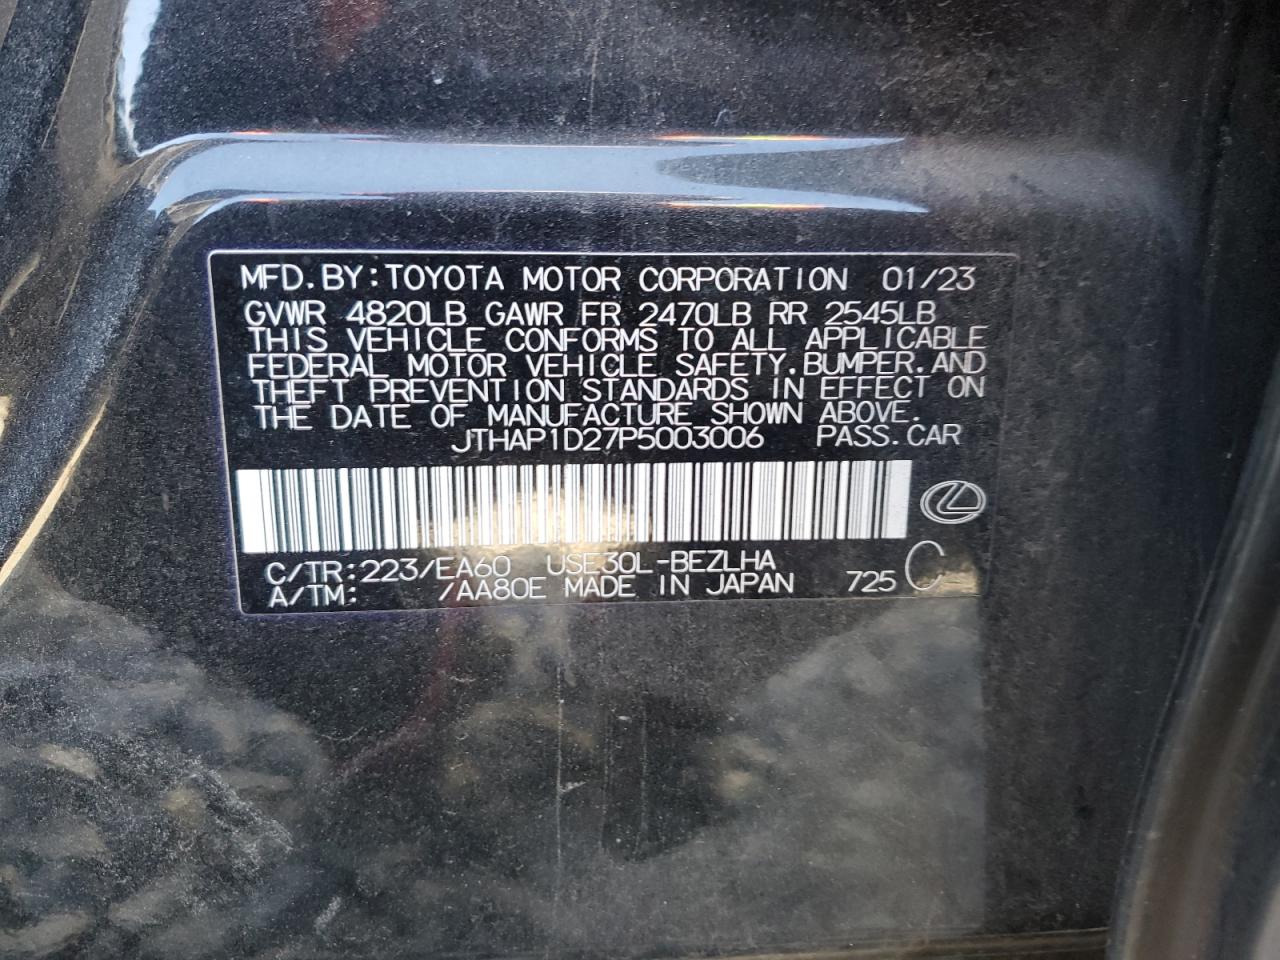 MFD.BY:TOYOTA MOTOR CORPORATION 01/23
GVWR 4820LB GAWR FR 2470LB RR 2545LB
THIS VEHICLE CONFORMS TO ALL APPLICABLE
FEDERAL MOTOR VEHICLE SAFETY,BUMPER,AND
THEFT PREVENTION STANDARDS IN EFFECT ON
THE DATE OF MANUFACTURE SHOWN ABOVE.
JTHAP1D27P5003006 PASS.CAR
C/TR:223/EA60 USE30L-BEZLHA
A/TM: /AA80E MADE IN JAPAN 725 C